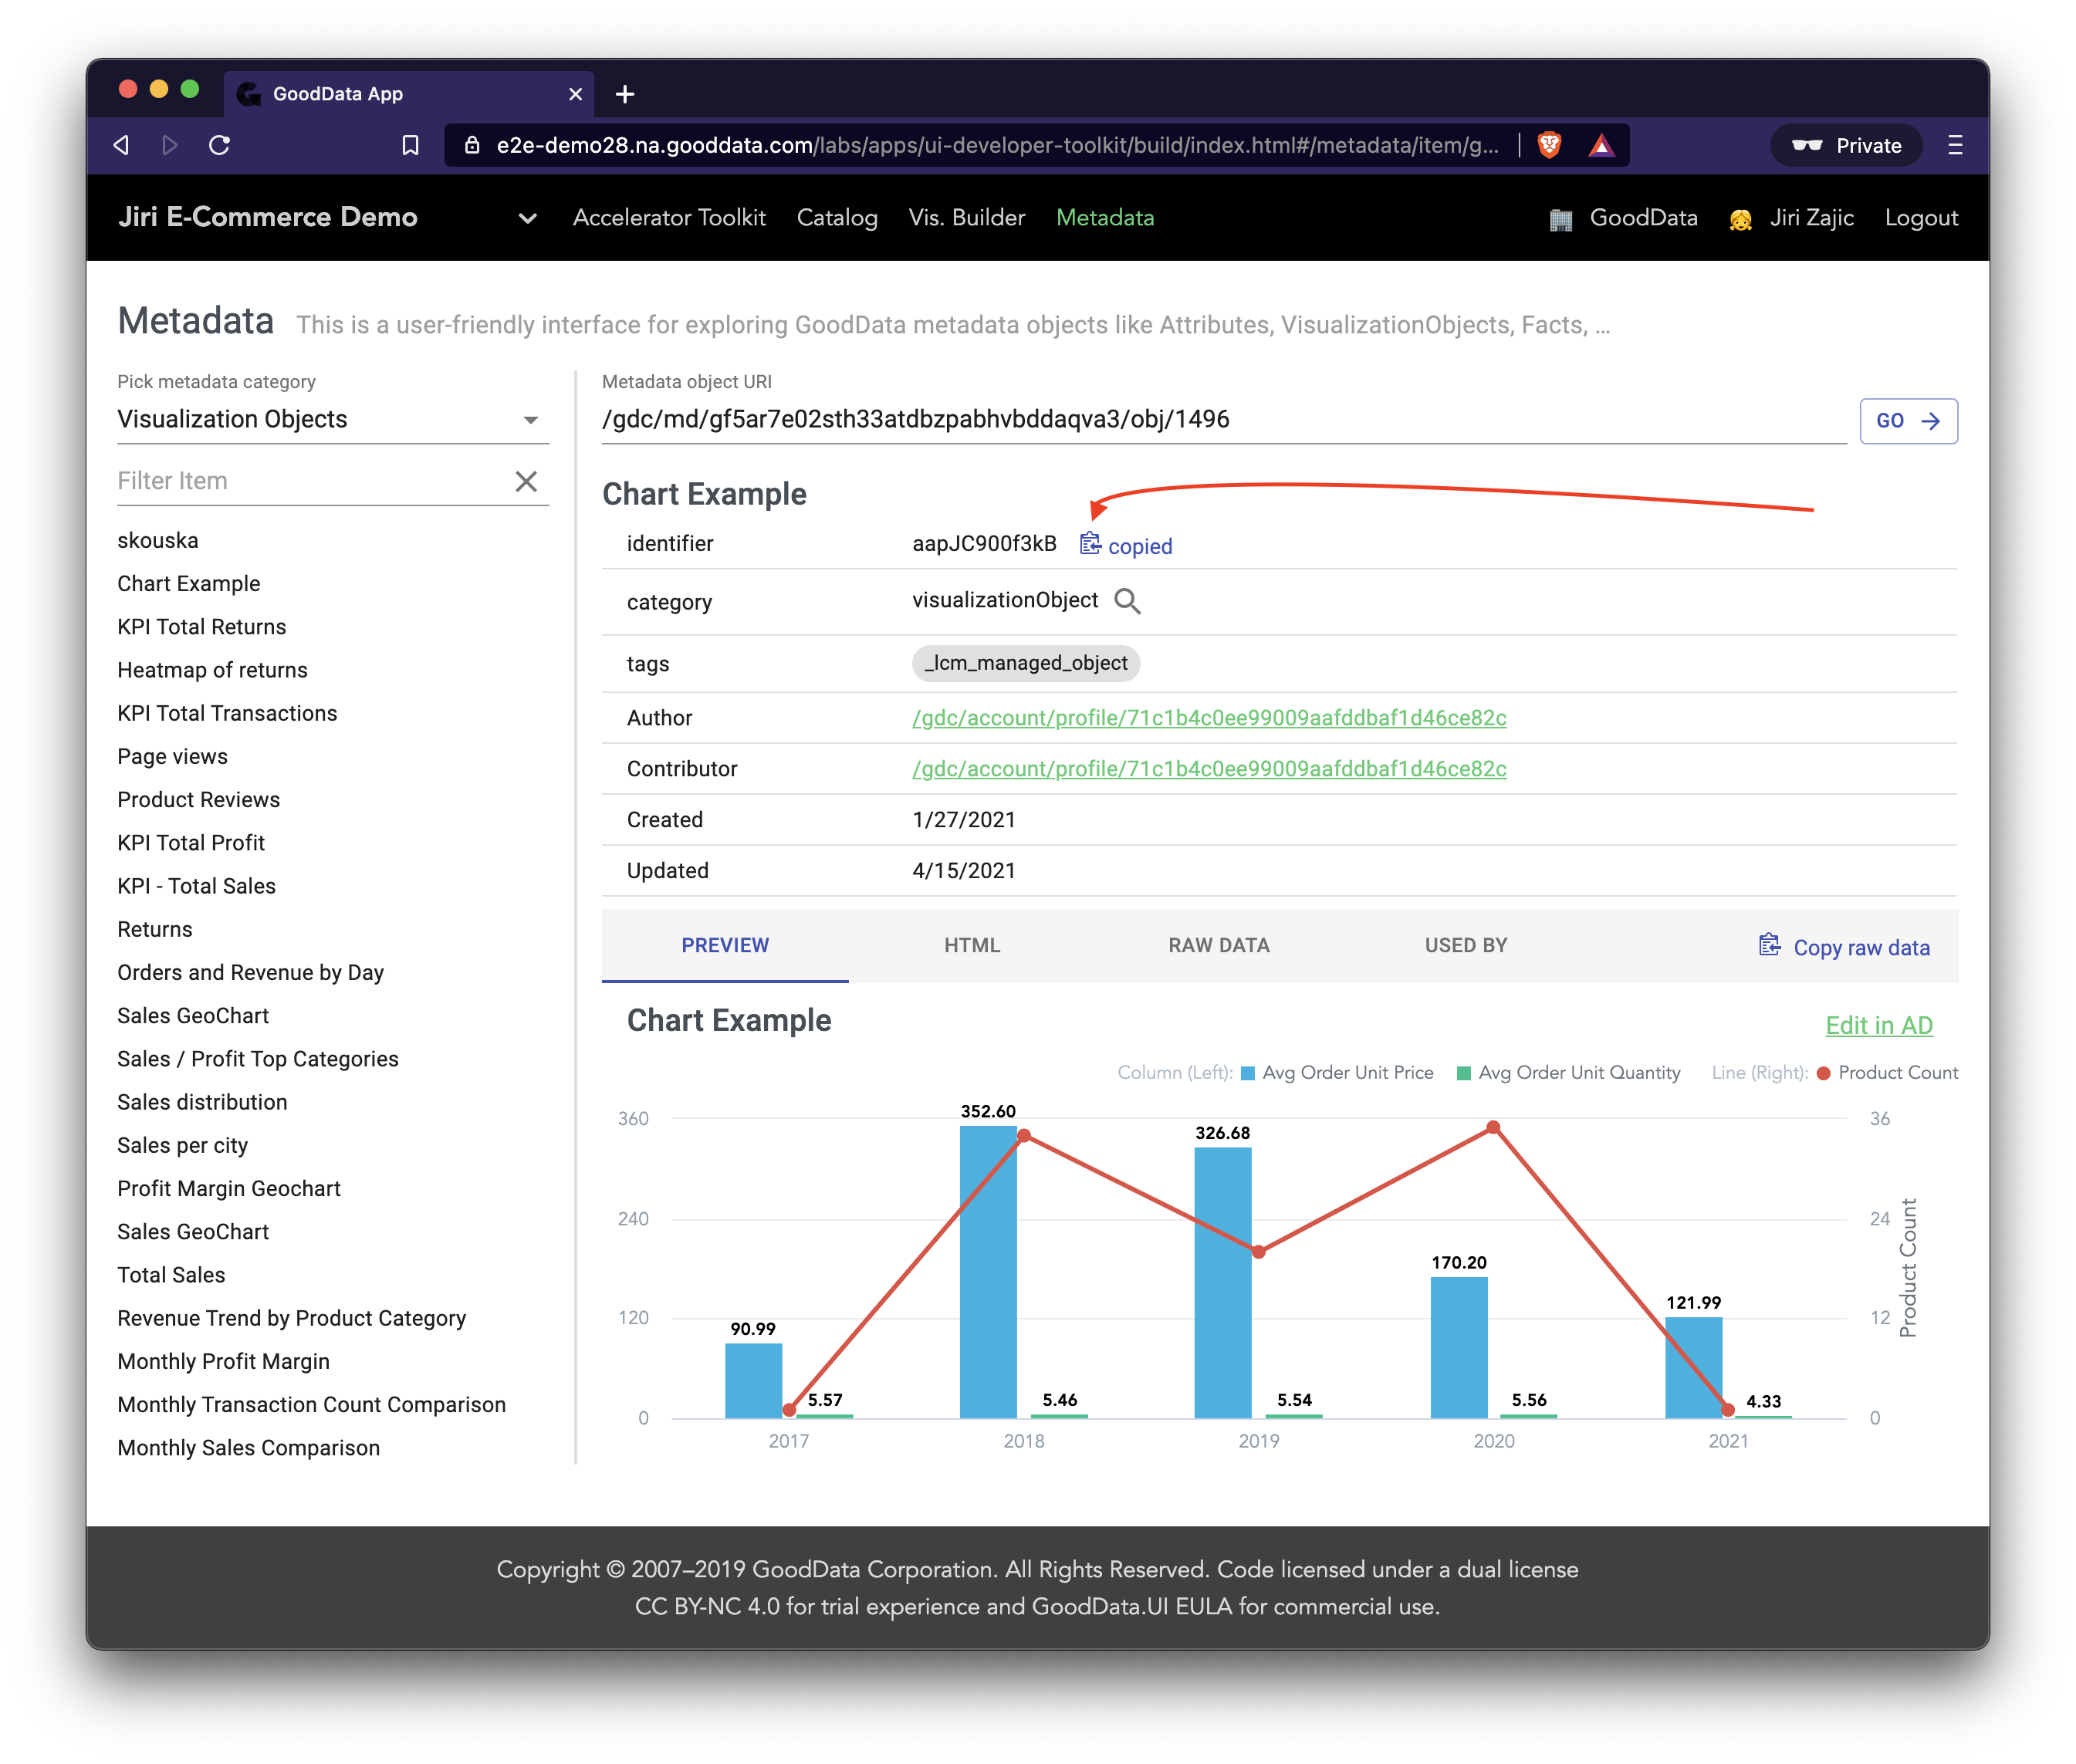 GoodData App
e2e-demo28.na.gooddata.com/labs/apps/ui-developer-toolkit/build/index.html#/metadata/item/g...
Private
Jiri E-Commerce Demo
Accelerator Toolkit
Catalog
Vis. Builder
Metadata
GoodData
Jiri Zajic
Logout
Metadata
This is a user-friendly interface for exploring GoodData metadata objects like Attributes, VisualizationObjects, Facts, ...
Pick metadata category
Visualization Objects
Filter Item
skouska
Chart Example
KPI Total Returns
Heatmap of returns
KPI Total Transactions
Page views
Product Reviews
KPI Total Profit
KPI - Total Sales
Returns
Orders and Revenue by Day
Sales GeoChart
Sales / Profit Top Categories
Sales distribution
Sales per city
Profit Margin Geochart
Sales GeoChart
Total Sales
Revenue Trend by Product Category
Monthly Profit Margin
Monthly Transaction Count Comparison
Monthly Sales Comparison
Metadata object URI
/gdc/md/gf5ar7e02sth33atdbzpabhvbddaqva3/obj/1496
GO
Chart Example
identifier aapJC900f3kB copied
category visualizationObject
tags _lcm_managed_object
Author /gdc/account/profile/71c1b4c0ee99009aafddbaf1d46ce82c
Contributor /gdc/account/profile/71c1b4c0ee99009aafddbaf1d46ce82c
Created 1/27/2021
Updated 4/15/2021
PREVIEW HTML RAW DATA USED BY Copy raw data
Chart Example
Edit in AD
Column (Left): Avg Order Unit Price Avg Order Unit Quantity Line (Right): Product Count
360
240
120
0
352.60
326.68
170.20
121.99
90.99
5.57
5.46
5.54
5.56
4.33
36
24
12
0
Product Count
2017 2018 2019 2020 2021
Copyright © 2007–2019 GoodData Corporation. All Rights Reserved. Code licensed under a dual license
CC BY-NC 4.0 for trial experience and GoodData.UI EULA for commercial use.